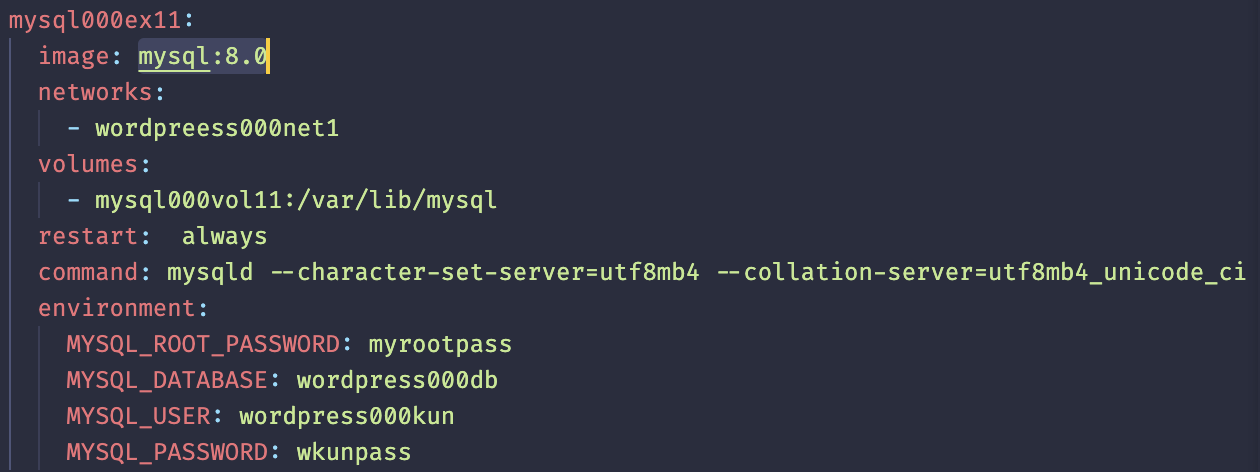 mysql000ex11:
image: mysql:8.0
networks:
- wordpreess000net1
volumes:
- mysql000vol11:/var/lib/mysql
restart:  always
command: mysqld --character-set-server=utf8mb4 --collation-server=utf8mb4_unicode_ci
environment:
MYSQL_ROOT_PASSWORD: myrootpass
MYSQL_DATABASE: wordpress000db
MYSQL_USER: wordpress000kun
MYSQL_PASSWORD: wkunpass